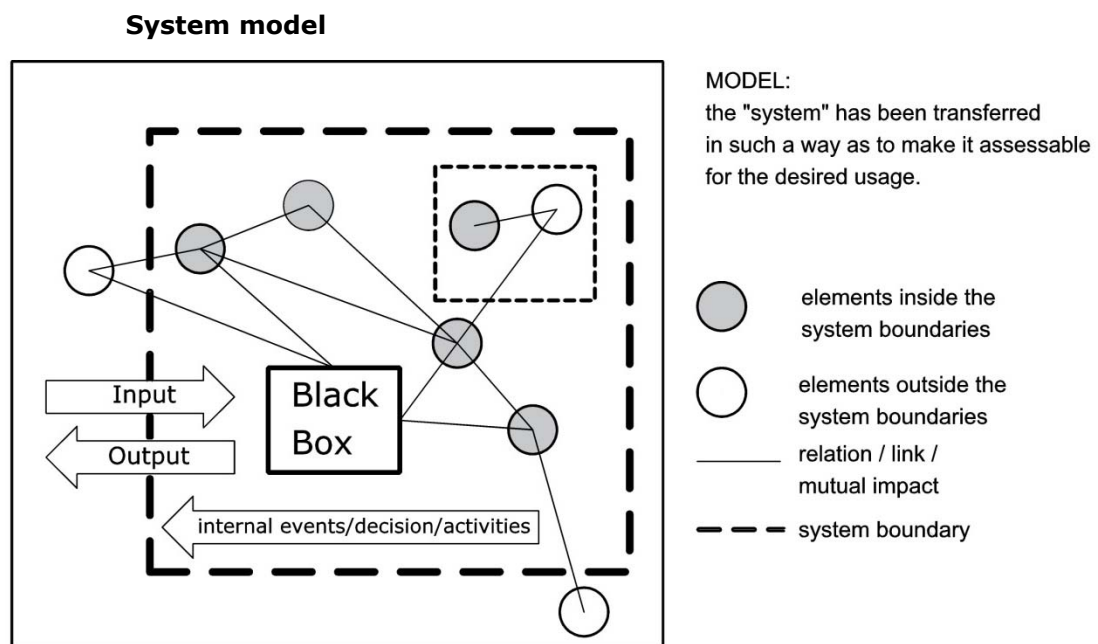 System model
MODEL:
the "system" has been transferred
in such a way as to make it assessable
for the desired usage.
elements inside the
system boundaries
elements outside the
system boundaries
relation / link /
mutual impact
system boundary
Input
Output
Black
Box
internal events/decision/activities